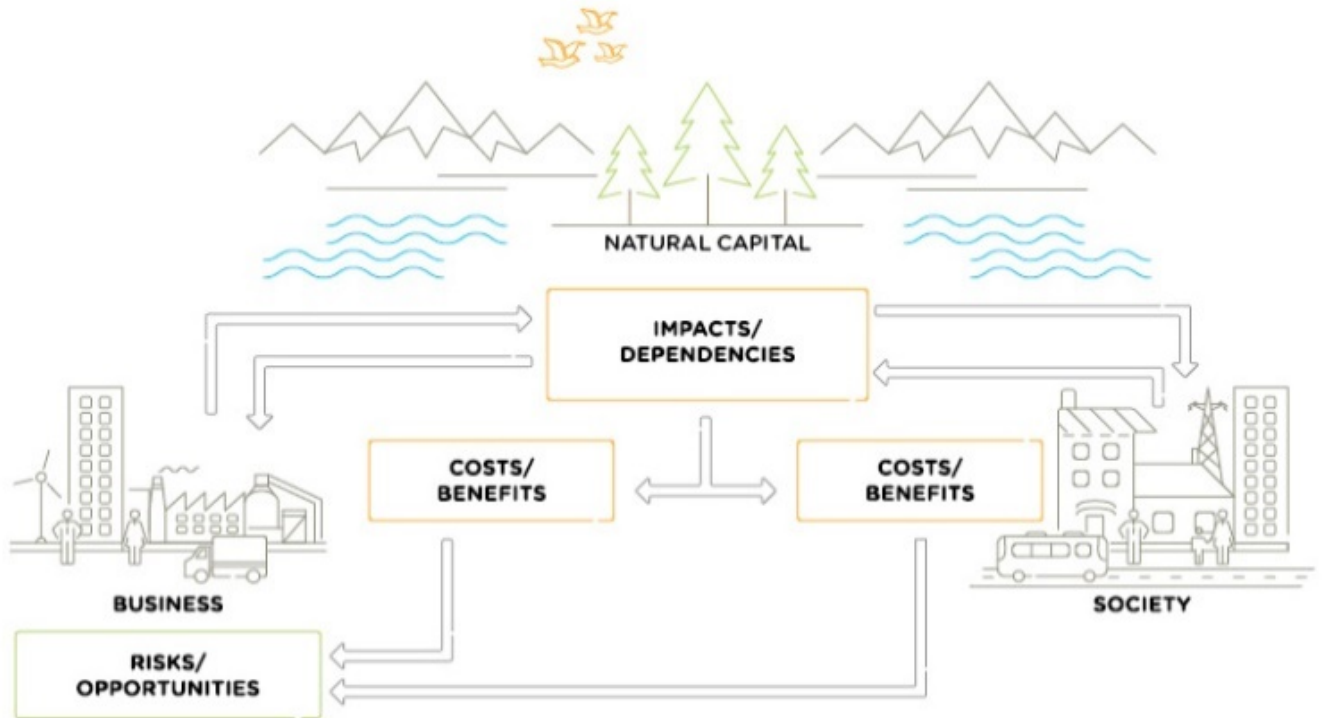 NATURAL CAPITAL
IMPACTS/
DEPENDENCIES
COSTS/
BENEFITS
COSTS/
BENEFITS
BUSINESS
SOCIETY
RISKS/
OPPORTUNITIES